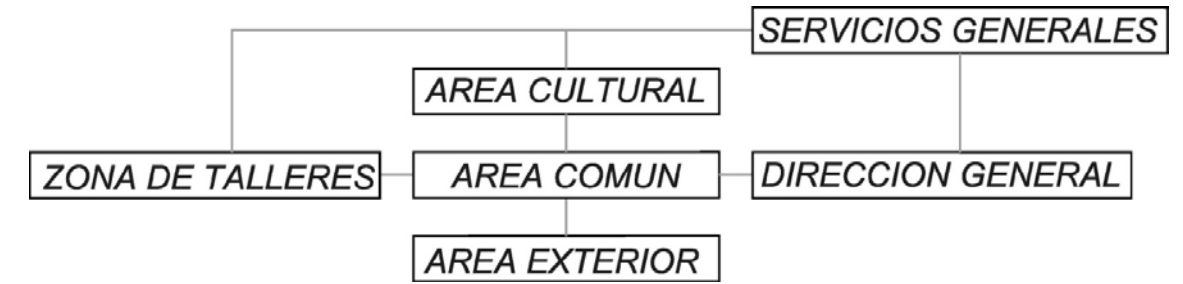 SERVICIOS GENERALES
AREA CULTURAL
ZONA DE TALLERES
AREA COMUN
DIRECCION GENERAL
AREA EXTERIOR